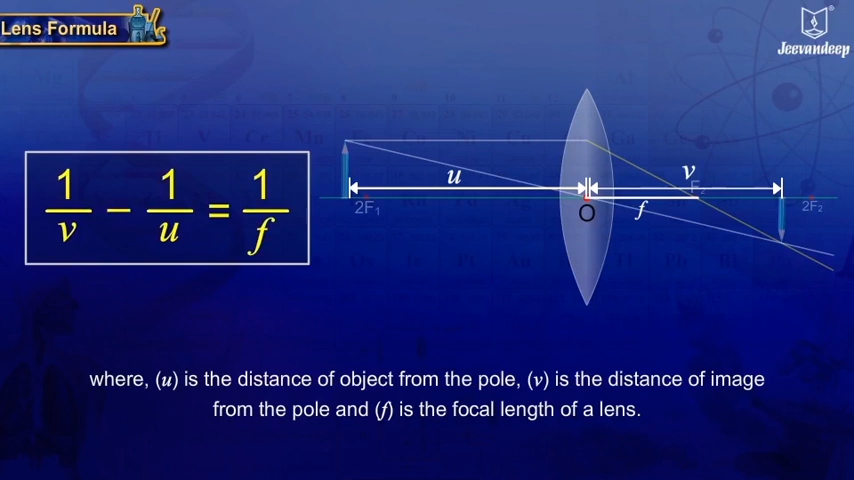 Lens Formula
Jeevandeep
®
1/v − 1/u = 1/f
u
v
2F₁
O
f
F₂
2F₂
where, (u) is the distance of object from the pole, (v) is the distance of image
from the pole and (f) is the focal length of a lens.